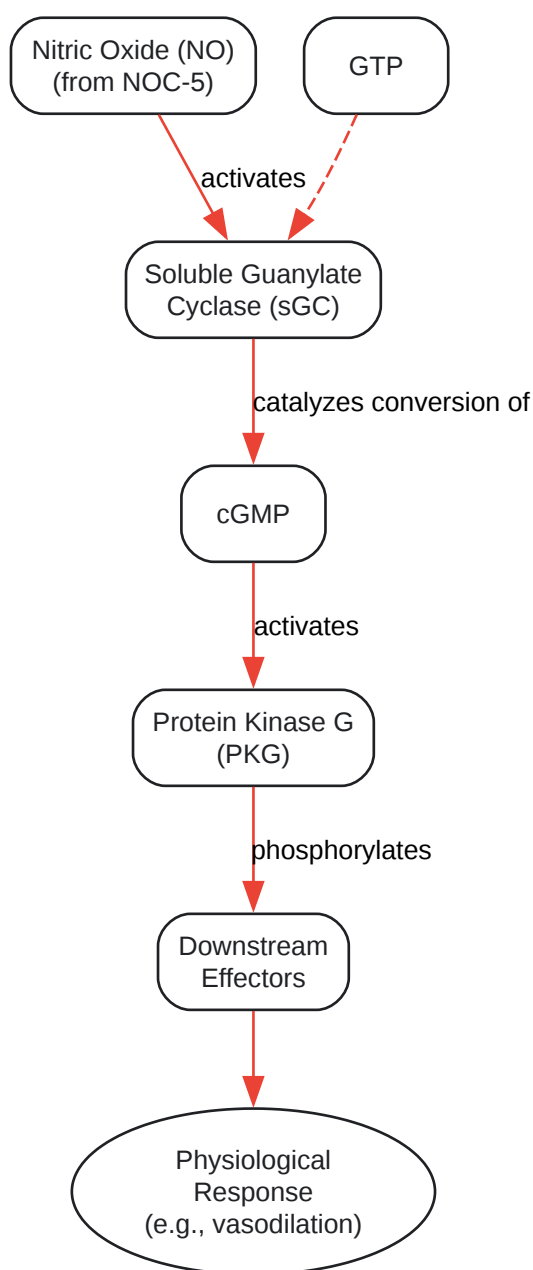 Nitric Oxide (NO)
(from NOC-5)
GTP
activates
Soluble Guanylate
Cyclase (sGC)
catalyzes conversion of
cGMP
activates
Protein Kinase G
(PKG)
phosphorylates
Downstream
Effectors
Physiological
Response
(e.g., vasodilation)